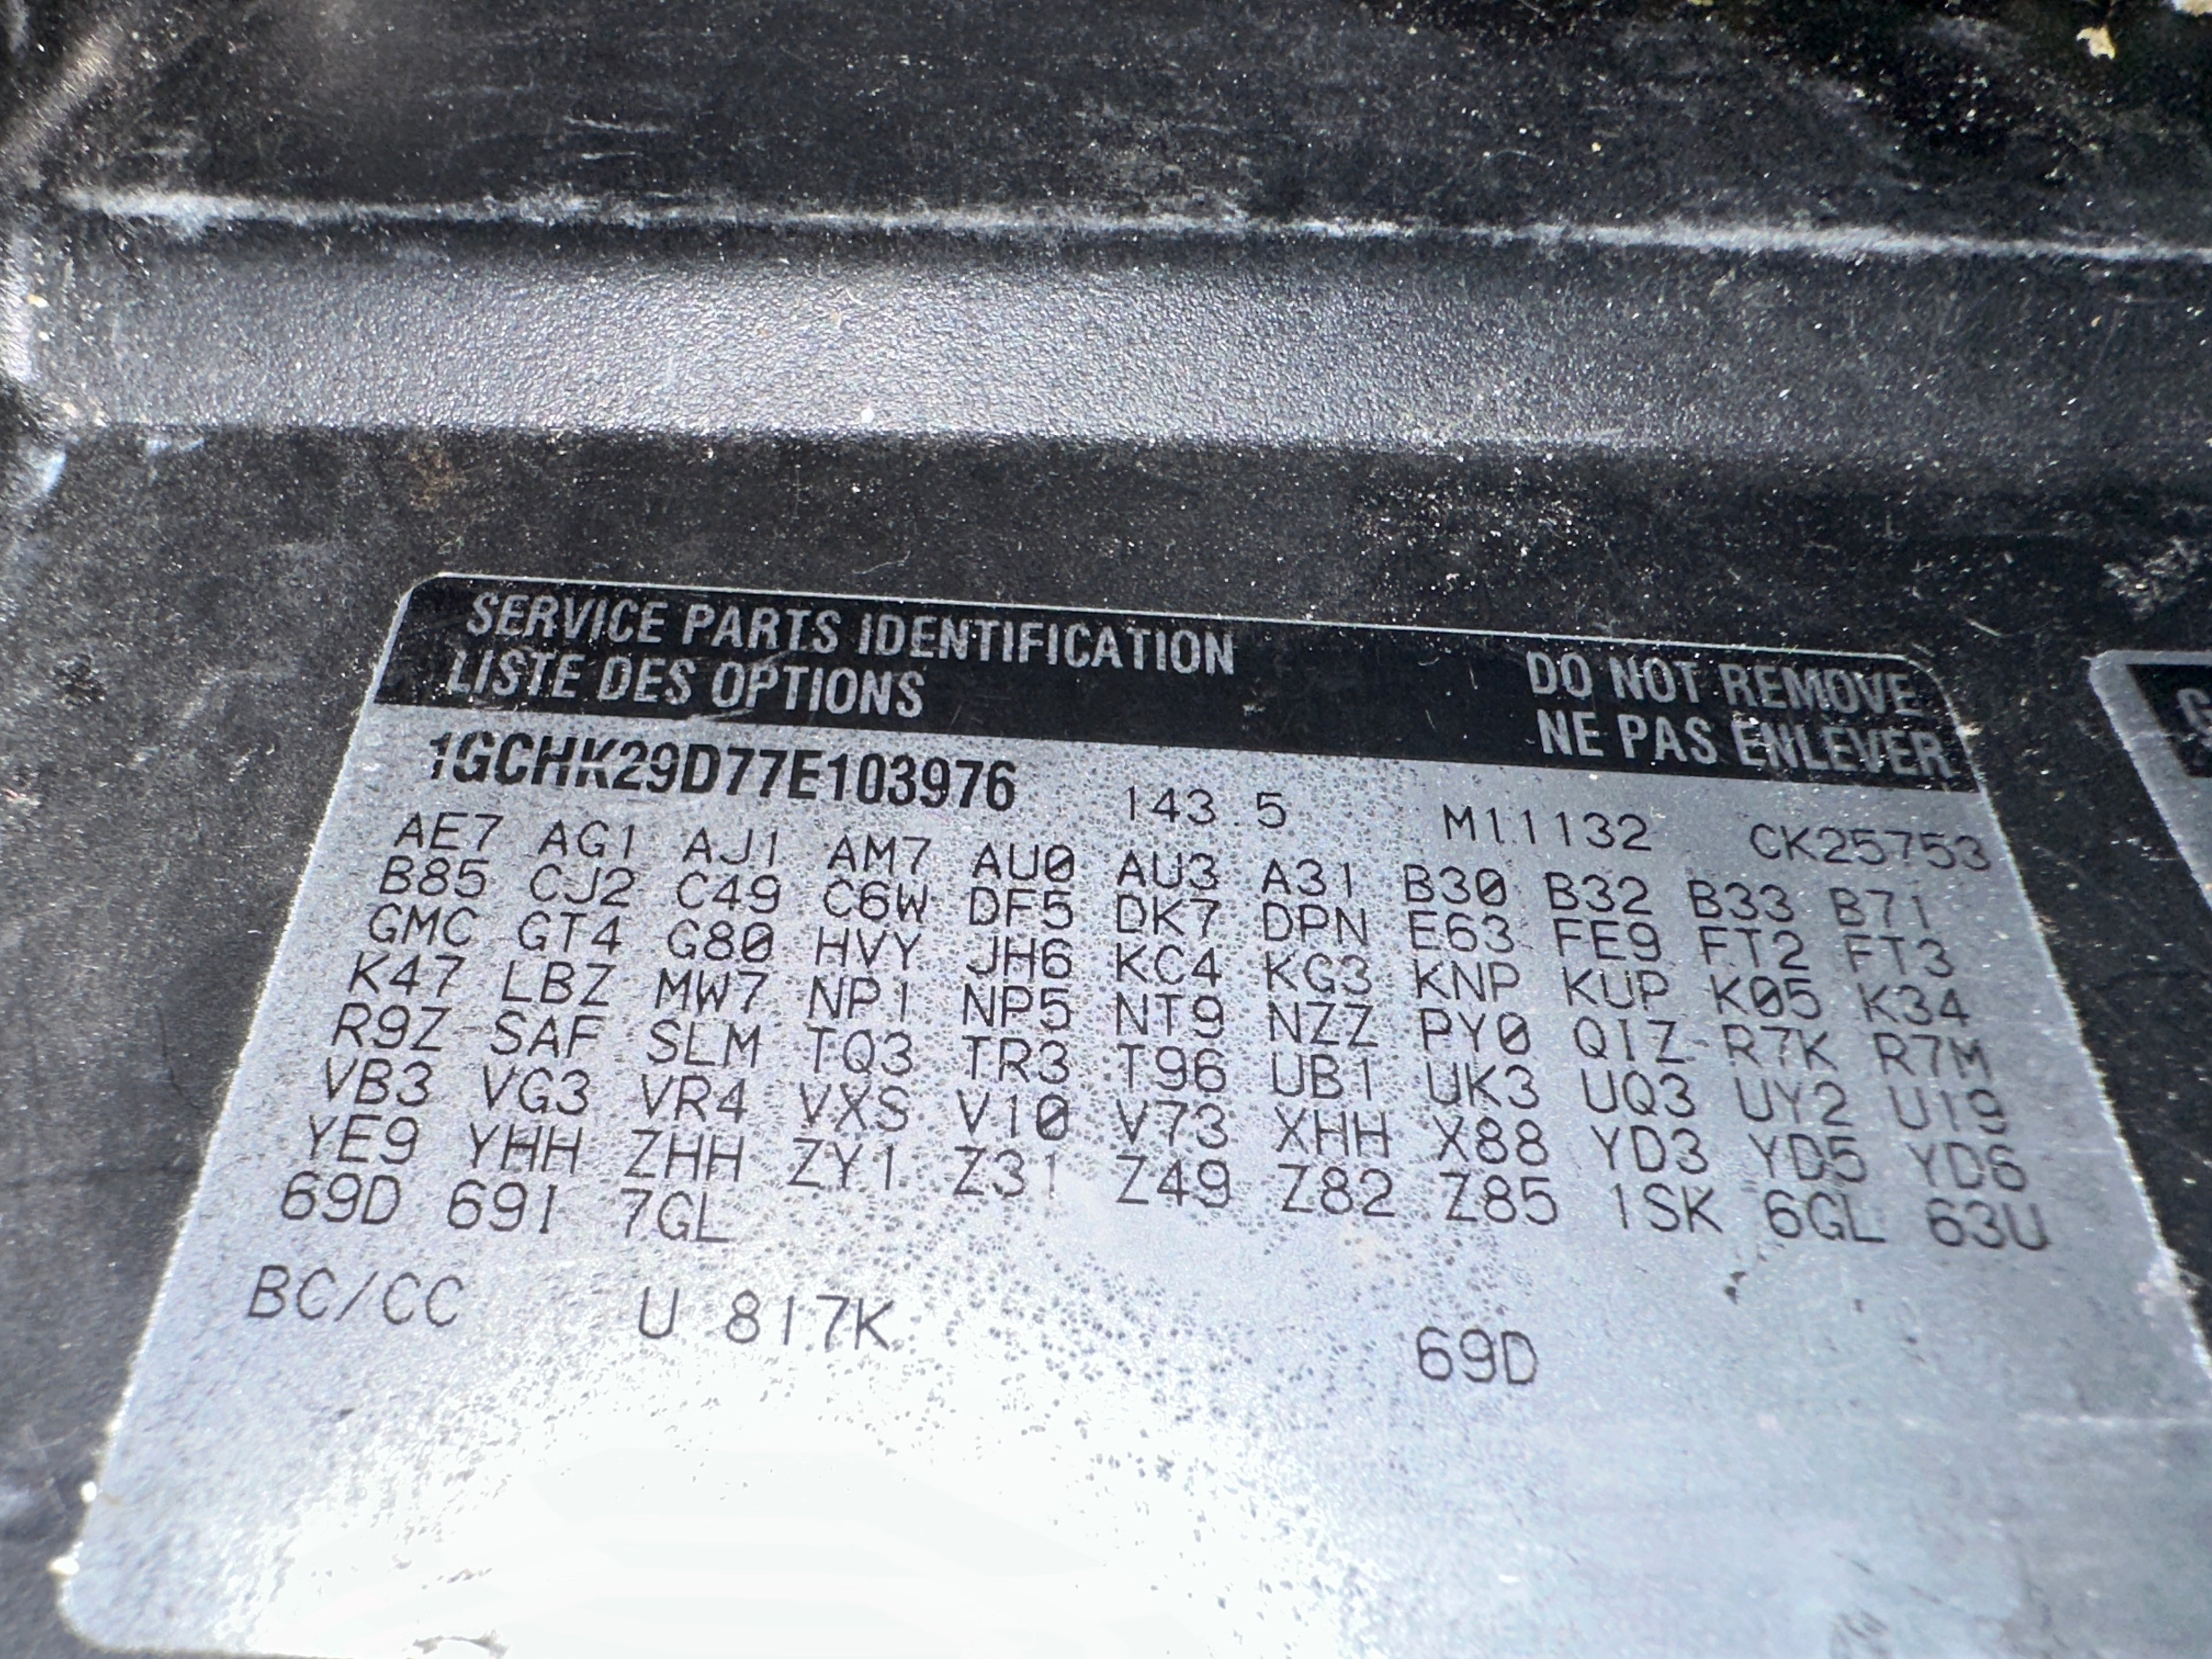 SERVICE PARTS IDENTIFICATION
LISTE DES OPTIONS
DO NOT REMOVE
NE PAS ENLEVER
1GCHK29D77E103976 143.5 M11132 CK25753
AE7 AG1 AJ1 AM7 AU0 AU3 A31 B30 B32 B33 B71
B85 CJ2 C49 C6W DF5 DK7 DPN E63 FE9 FT2 FT3
GMC GT4 G80 HVY JH6 KC4 KG3 KNP KUP K05 K34
K47 LBZ MW7 NP1 NP5 NT9 NZZ PY0 QIZ R7K R7M
R9Z SAF SLM TQ3 TR3 T96 UB1 UK3 UQ3 UY2 U19
VB3 VG3 VR4 VXS V10 V73 XHH X88 YD3 YD5 YD6
YE9 YHH ZHH ZY1 Z31 Z49 Z82 Z85 1SK 6GL 63U
69D 69I 7GL
BC/CC U 817K 69D